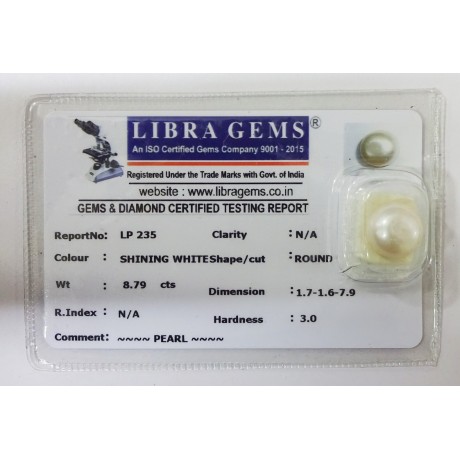 LIBRA GEMS®
An ISO Certified Gems Company 9001 - 2015
Registered Under the Trade Marks with Govt. of India
website : www.libragems.co.in
GEMS & DIAMOND CERTIFIED TESTING REPORT
ReportNo: LP 235 Clarity : N/A
Colour : SHINING WHITE Shape/cut :ROUND
Wt : 8.79 cts Dimension :1.7-1.6-7.9
R.Index : N/A Hardness : 3.0
Comment: ~~~~ PEARL ~~~~